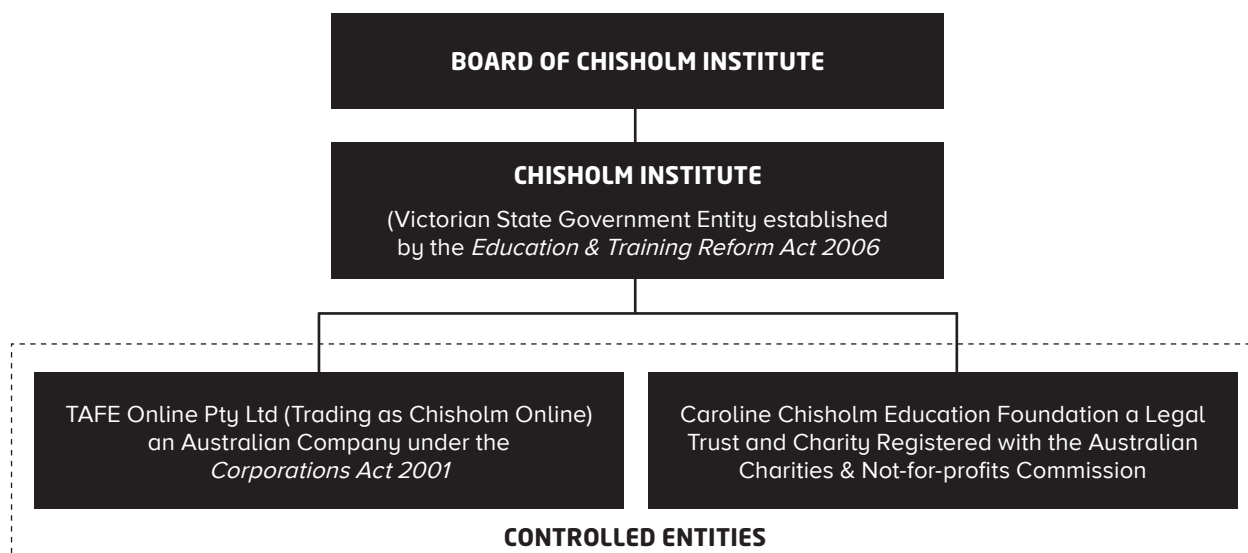 BOARD OF CHISHOLM INSTITUTE
CHISHOLM INSTITUTE
(Victorian State Government Entity established
by the Education & Training Reform Act 2006
TAFE Online Pty Ltd (Trading as Chisholm Online)
an Australian Company under the
Corporations Act 2001
Caroline Chisholm Education Foundation a Legal
Trust and Charity Registered with the Australian
Charities & Not-for-profits Commission
CONTROLLED ENTITIES